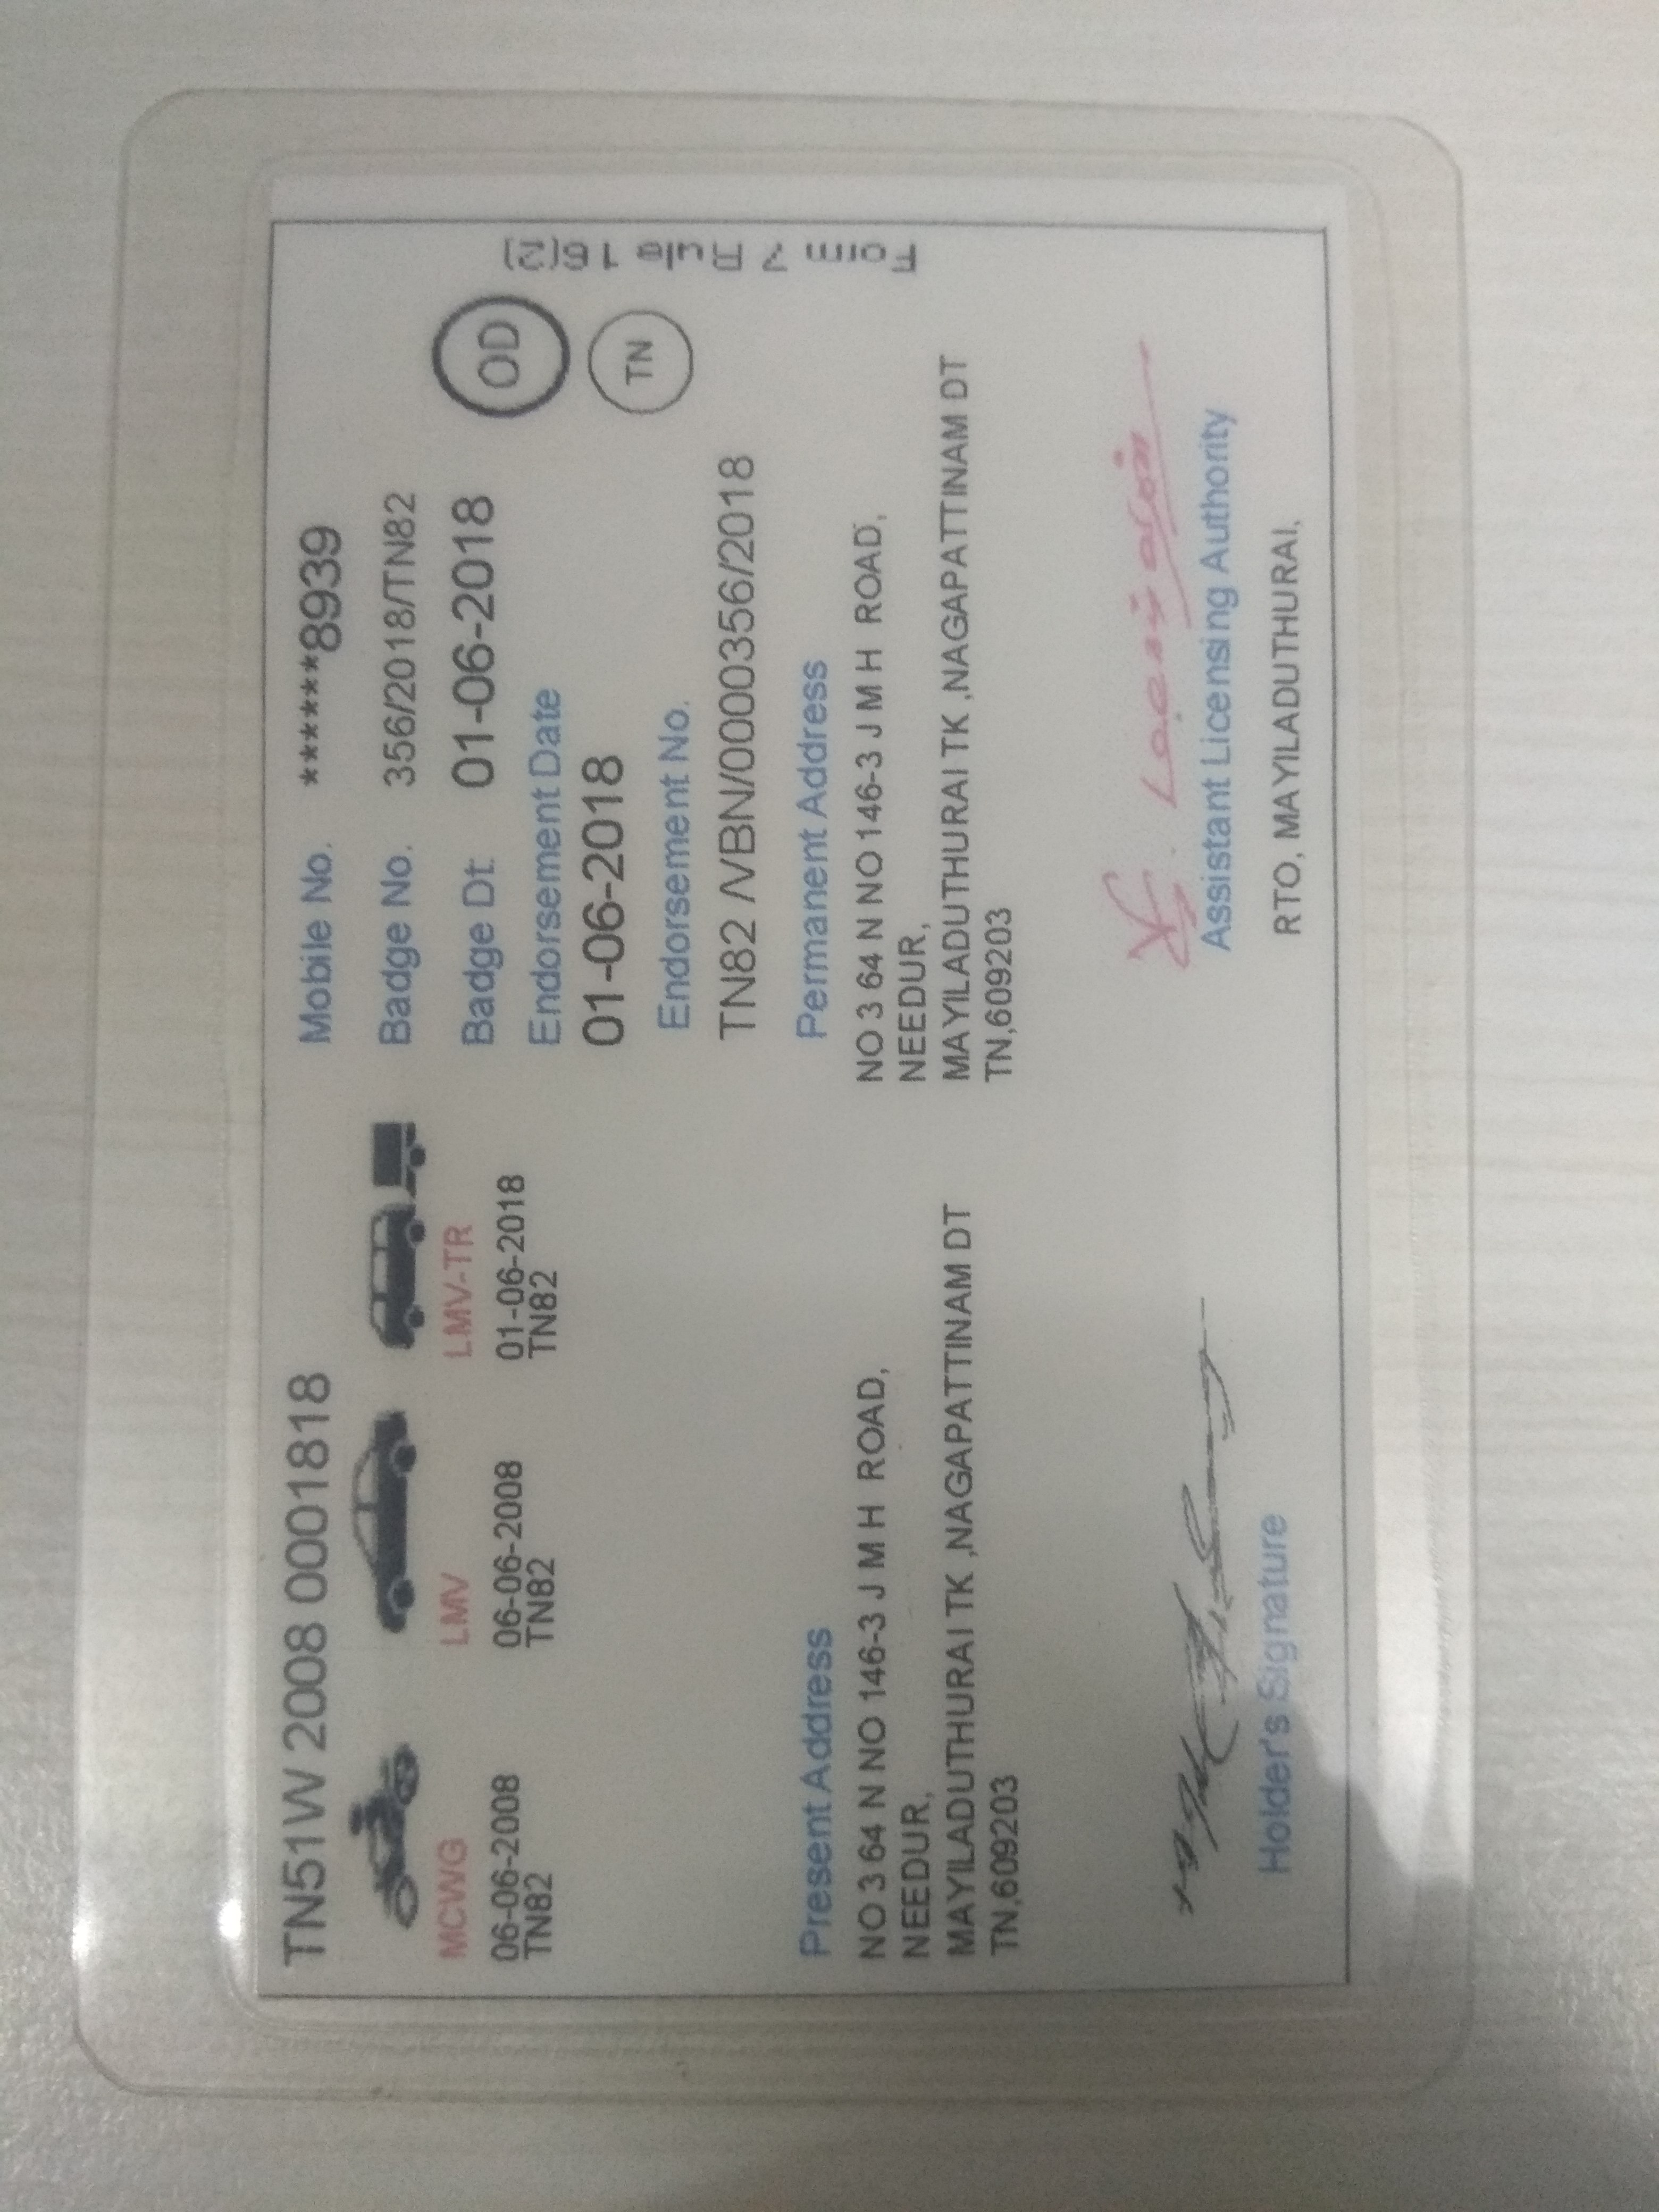 TN51W 2008 0001818
MCWG
06-06-2008
TN82
LMV
06-06-2008
TN82
LMV-TR
01-06-2018
TN82
Mobile No. ******8939
Badge No. 356/2018/TN82
Badge Dt. 01-06-2018
Endorsement Date
01-06-2018
Endorsement No.
TN82 /VBN/0000356/2018
OD
TN
Form 7 Rule 16(2)
Present Address
NO 3 64 N NO 146-3 J M H ROAD,
NEEDUR,
MAYILADUTHURAI TK ,NAGAPATTINAM DT
TN,609203
Permanent Address
NO 3 64 N NO 146-3 J M H ROAD,
NEEDUR,
MAYILADUTHURAI TK ,NAGAPATTINAM DT
TN,609203
Holder's Signature
Assistant Licensing Authority
RTO, MAYILADUTHURAI,